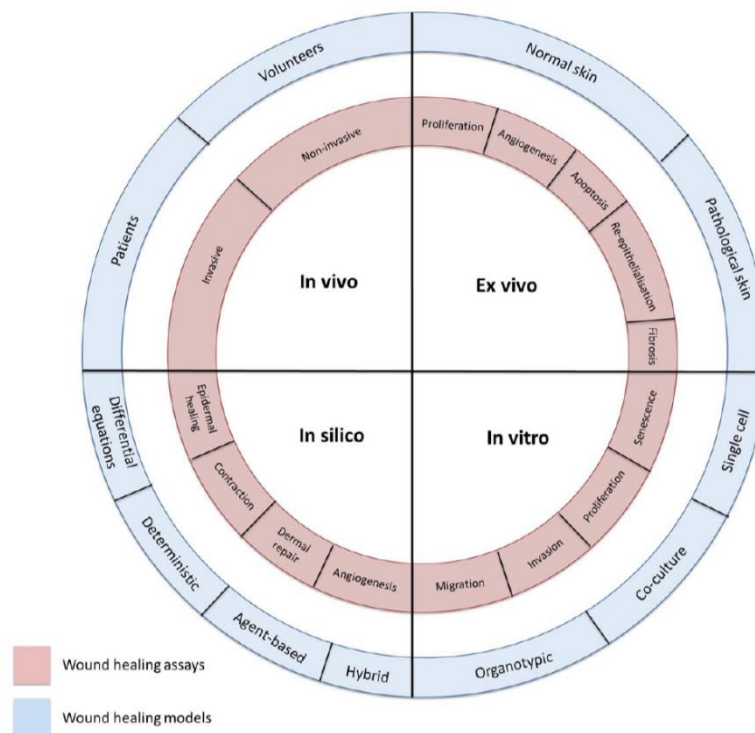 Volunteers
Normal skin
Patients
Pathological skin
Non-invasive
Invasive
Proliferation
Angiogenesis
Apoptosis
Re-epithelialisation
Fibrosis
In vivo
Ex vivo
In silico
In vitro
Epidermal
healing
Contraction
Dermal
repair
Angiogenesis
Senescence
Proliferation
Invasion
Migration
Differential
equations
Deterministic
Agent-based
Hybrid
Single cell
Co-culture
Organotypic
Wound healing assays
Wound healing models